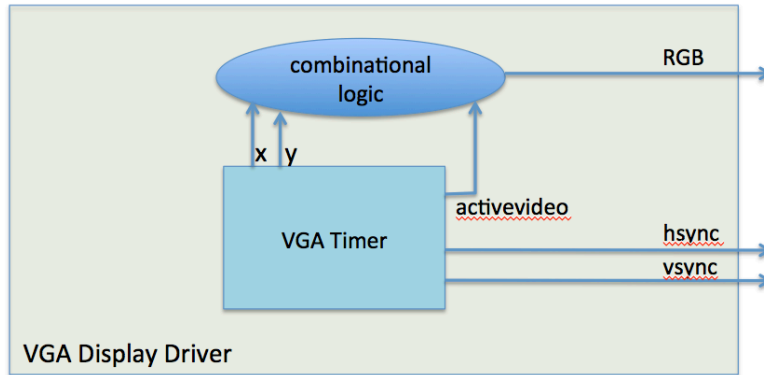 combinational
logic
RGB
x y
activevideo
VGA Timer
hsync
vsync
VGA Display Driver